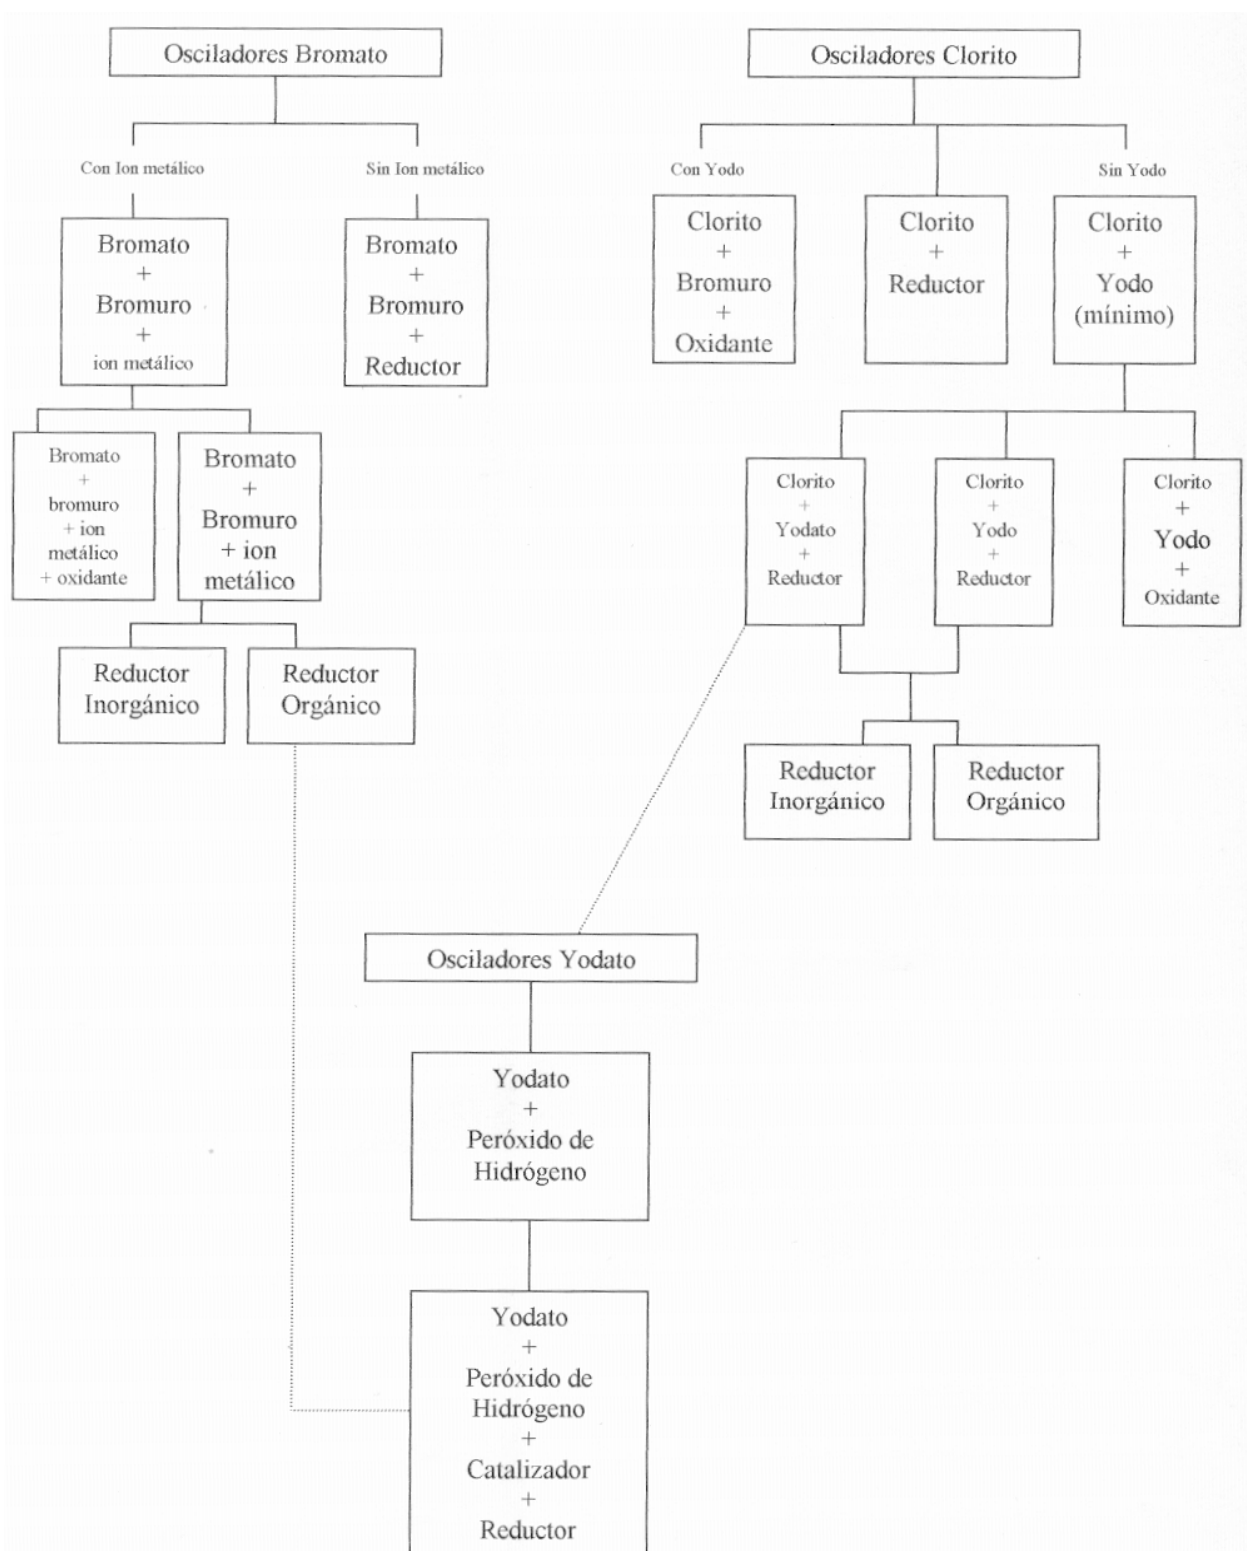 Osciladores Bromato
Con Ion metálico
Sin Ion metálico
Bromato
+
Bromuro
+
ion metálico
Bromato
+
Bromuro
+
Reductor
Bromato
+
bromuro
+ ion
metálico
+ oxidante
Bromato
+
Bromuro
+ ion
metálico
Reductor
Inorgánico
Reductor
Orgánico
Osciladores Clorito
Con Yodo
Sin Yodo
Clorito
+
Bromuro
+
Oxidante
Clorito
+
Reductor
Clorito
+
Yodo
(mínimo)
Clorito
+
Yodato
+
Reductor
Clorito
+
Yodo
+
Reductor
Clorito
+
Yodo
+
Oxidante
Reductor
Inorgánico
Reductor
Orgánico
Osciladores Yodato
Yodato
+
Peróxido de
Hidrógeno
Yodato
+
Peróxido de
Hidrógeno
+
Catalizador
+
Reductor